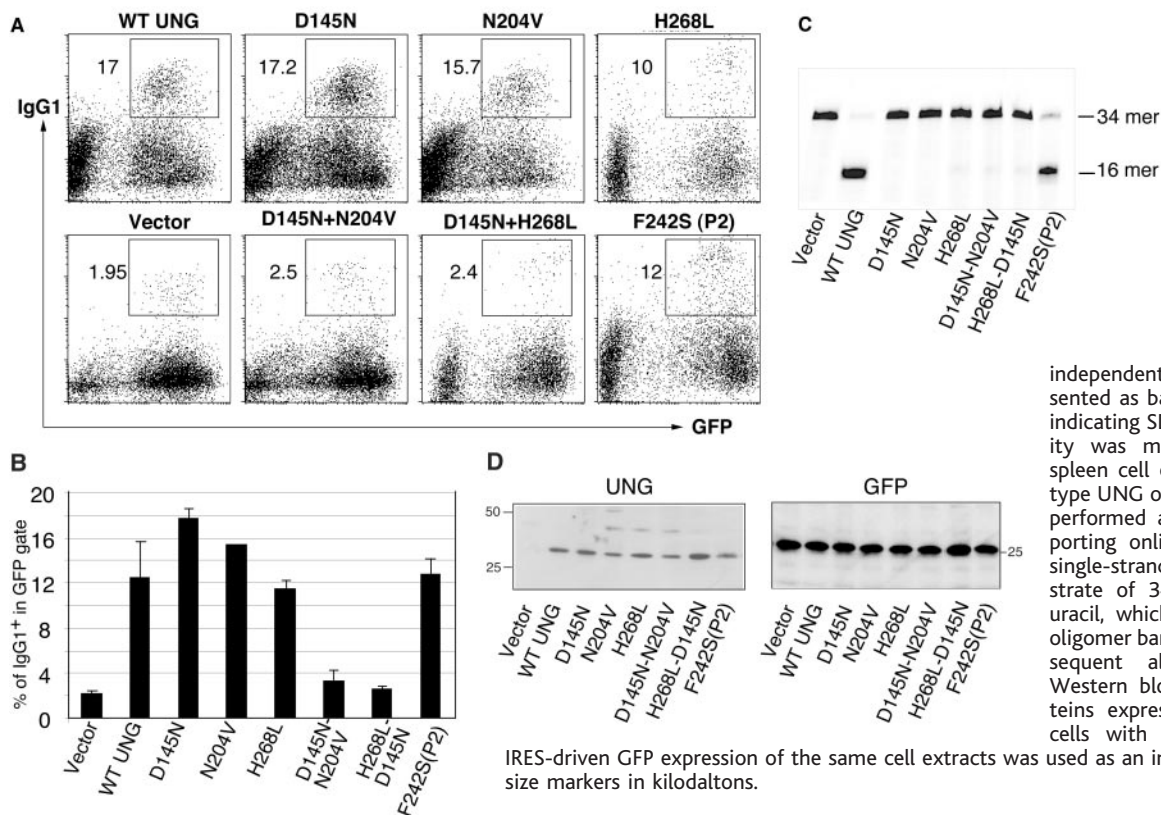 A
WT UNG D145N N204V H268L
17 17.2 15.7 10
IgG1
Vector D145N+N204V D145N+H268L F242S (P2)
1.95 2.5 2.4 12
GFP
C
34 mer
16 mer
Vector
WT UNG
D145N
N204V
H268L
D145N-N204V
H268L-D145N
F242S(P2)
B
% of IgG1+ in GFP gate
20
16
12
8
4
0
Vector
WT UNG
D145N
N204V
H268L
D145N-
N204V
H268L-
D145N
F242S(P2)
D
UNG GFP
50
25
25
Vector
WT UNG
D145N
N204V
H268L
D145N-N204V
H268L-D145N
F242S(P2)
Vector
WT UNG
D145N
N204V
H268L
D145N-N204V
H268L-D145N
F242S(P2)
independent
sented as ba
indicating S
ity was m
spleen cell
type UNG o
performed a
porting onli
single-stranc
strate of 3
uracil, which
oligomer bar
sequent al
Western blo
teins expres
cells with
IRES-driven GFP expression of the same cell extracts was used as an i
size markers in kilodaltons.